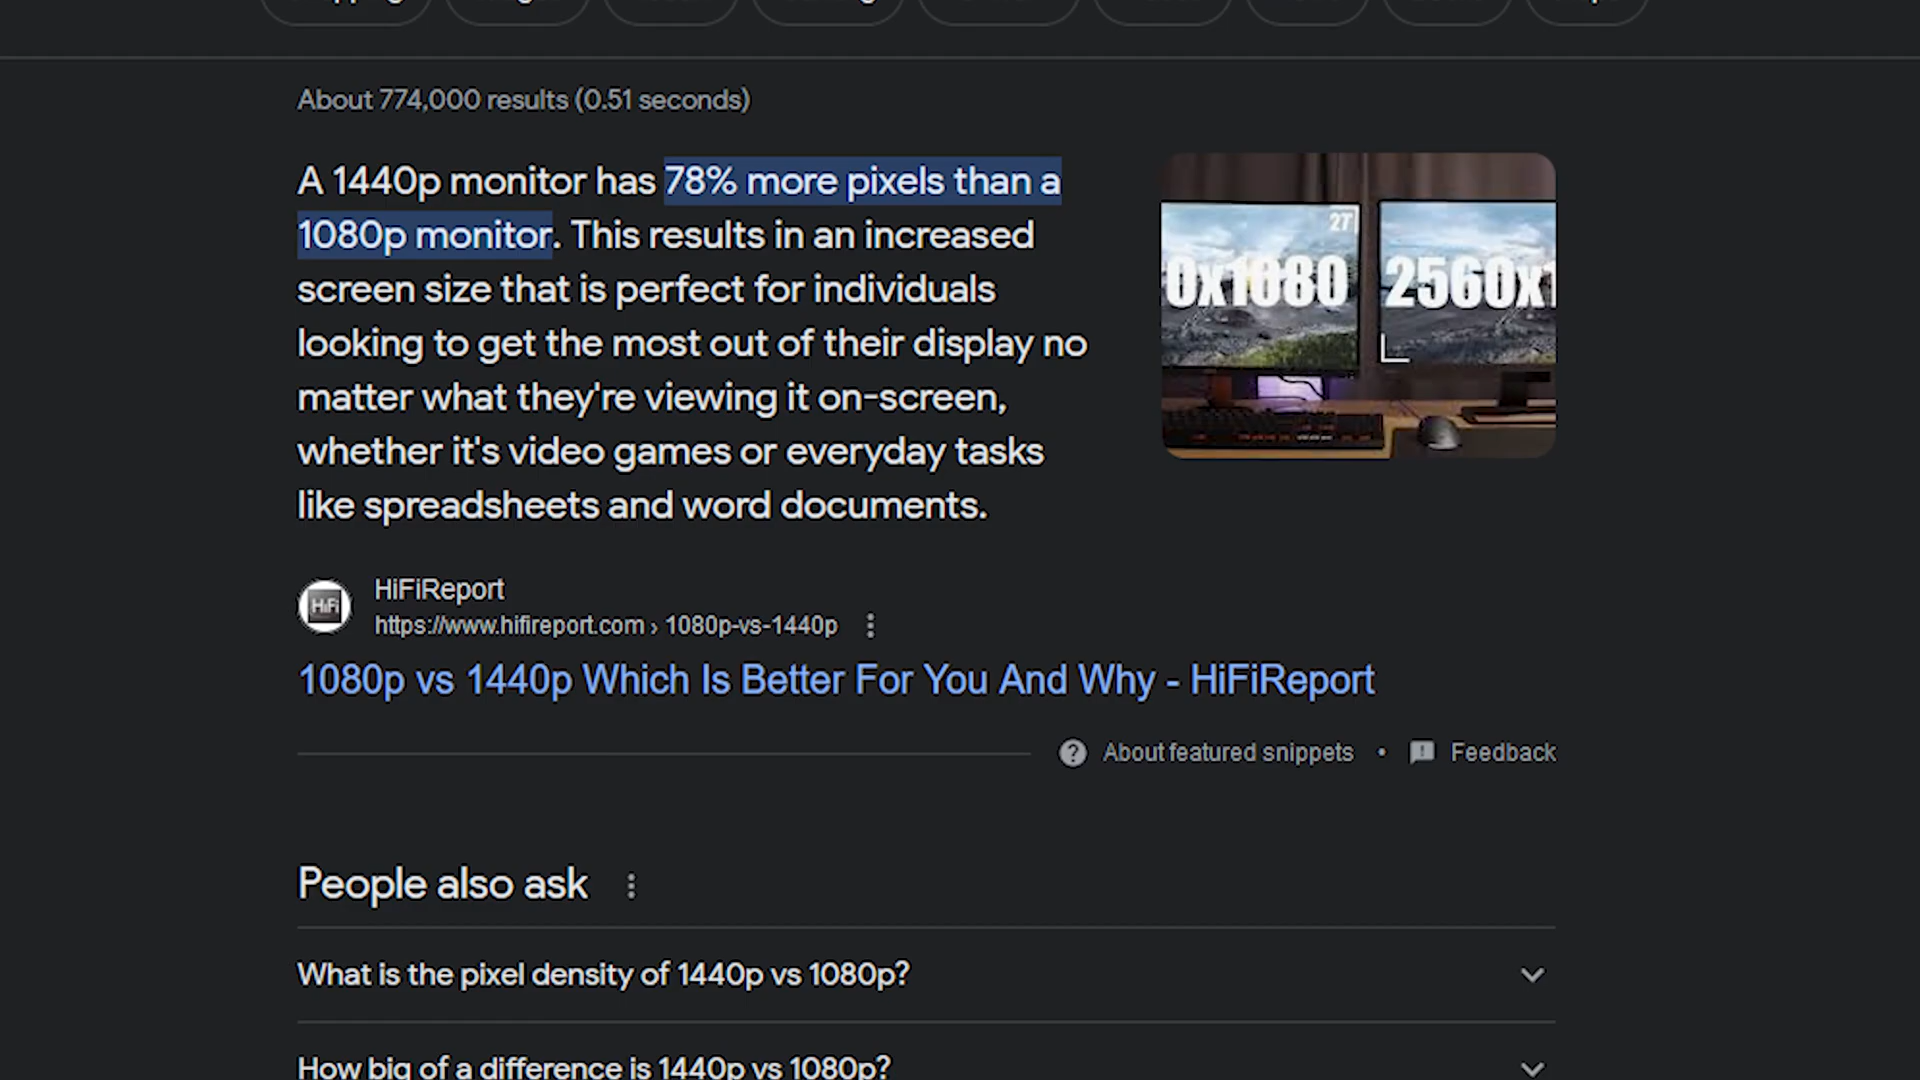 About 774,000 results (0.51 seconds)
A 1440p monitor has 78% more pixels than a
1080p monitor. This results in an increased
screen size that is perfect for individuals
looking to get the most out of their display no
matter what they're viewing it on-screen,
whether it's video games or everyday tasks
like spreadsheets and word documents.
27"
0x1080
2560x1
HiFi
HiFiReport
https://www.hifireport.com › 1080p-vs-1440p
1080p vs 1440p Which Is Better For You And Why - HiFiReport
About featured snippets • Feedback
People also ask
What is the pixel density of 1440p vs 1080p?
How big of a difference is 1440p vs 1080p?